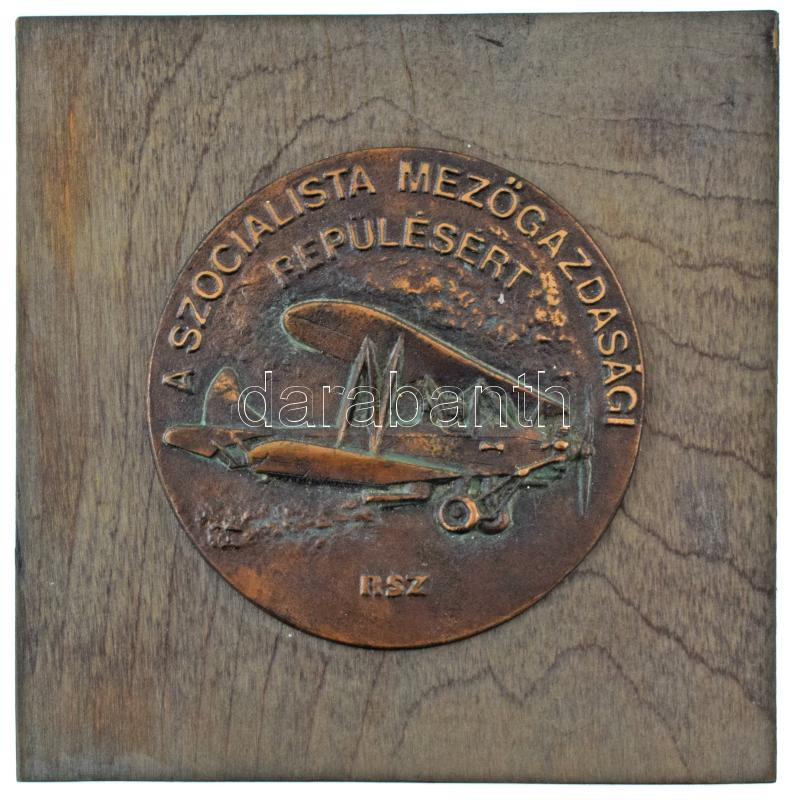 A SZOCIALISTA MEZŐGAZDASÁGI
REPÜLÉSÉRT
darabanth
RSZ